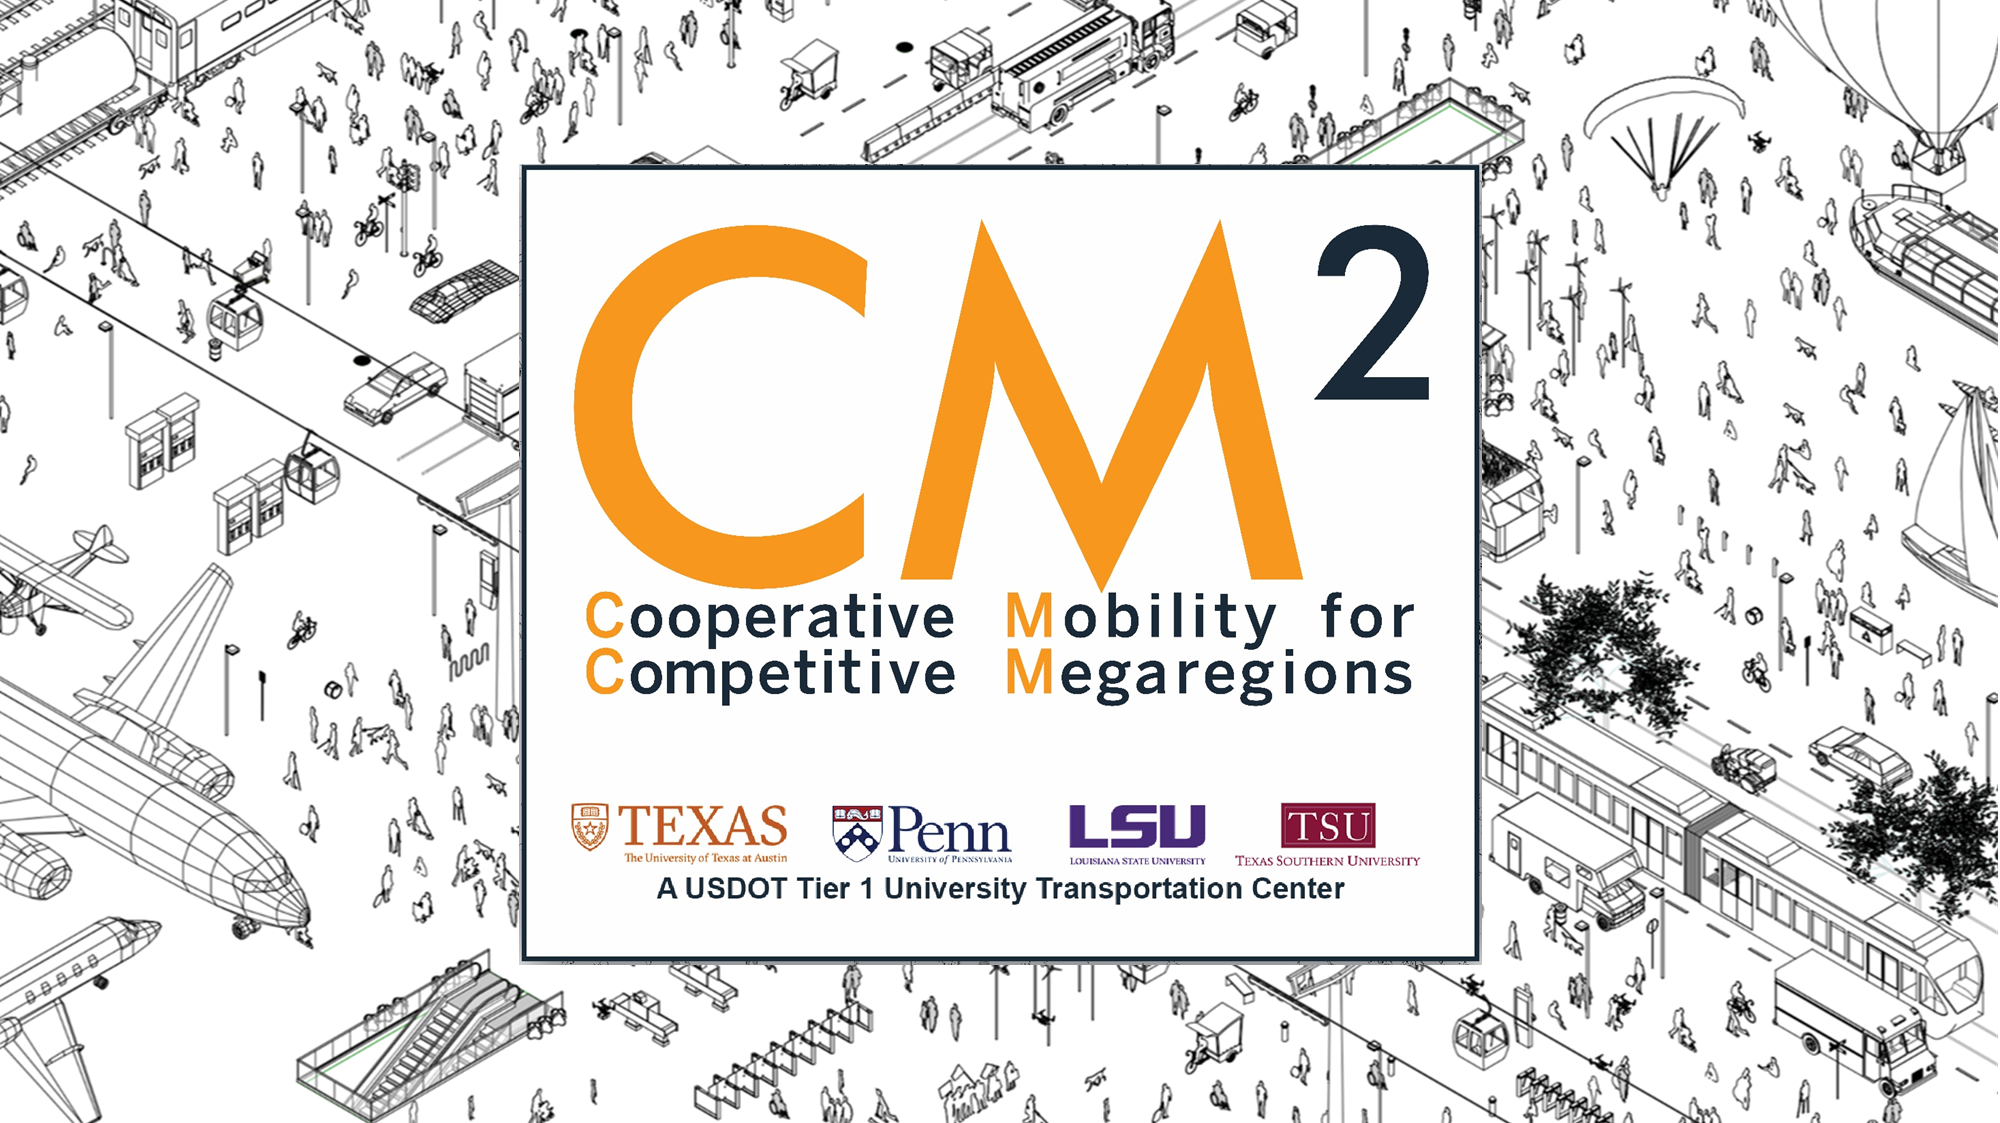 CM²
Cooperative Mobility for
Competitive Megaregions
TEXAS
The University of Texas at Austin
Penn
UNIVERSITY of PENNSYLVANIA
LSU
LOUISIANA STATE UNIVERSITY
TSU
TEXAS SOUTHERN UNIVERSITY
A USDOT Tier 1 University Transportation Center